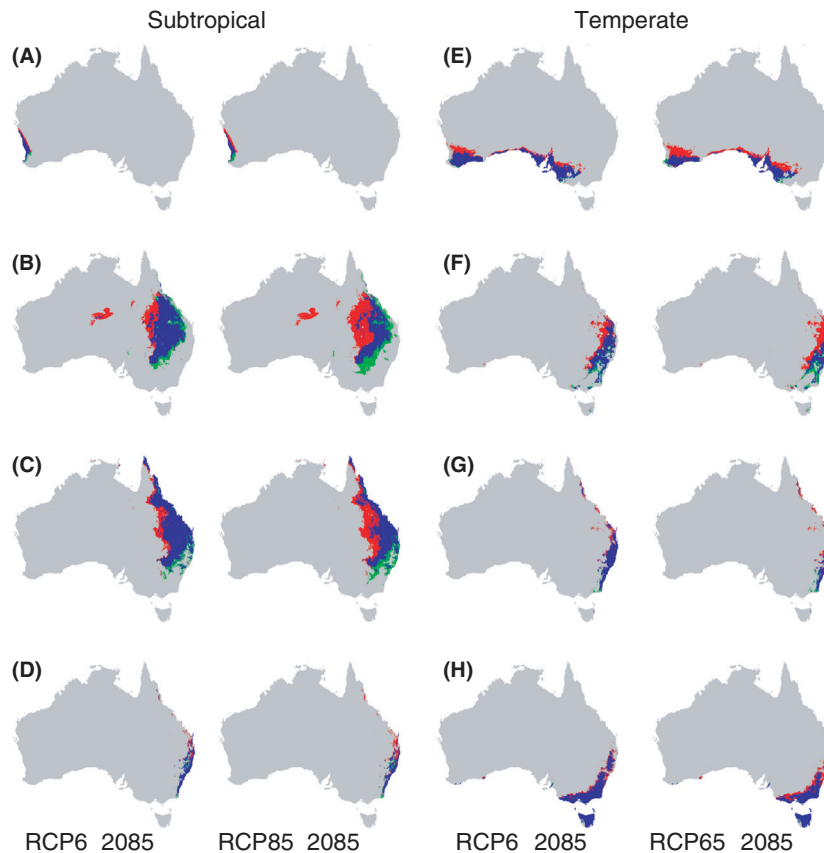 Subtropical Temperate
(A) (E)
(B) (F)
(C) (G)
(D) (H)
RCP6 2085 RCP85 2085 RCP6 2085 RCP65 2085